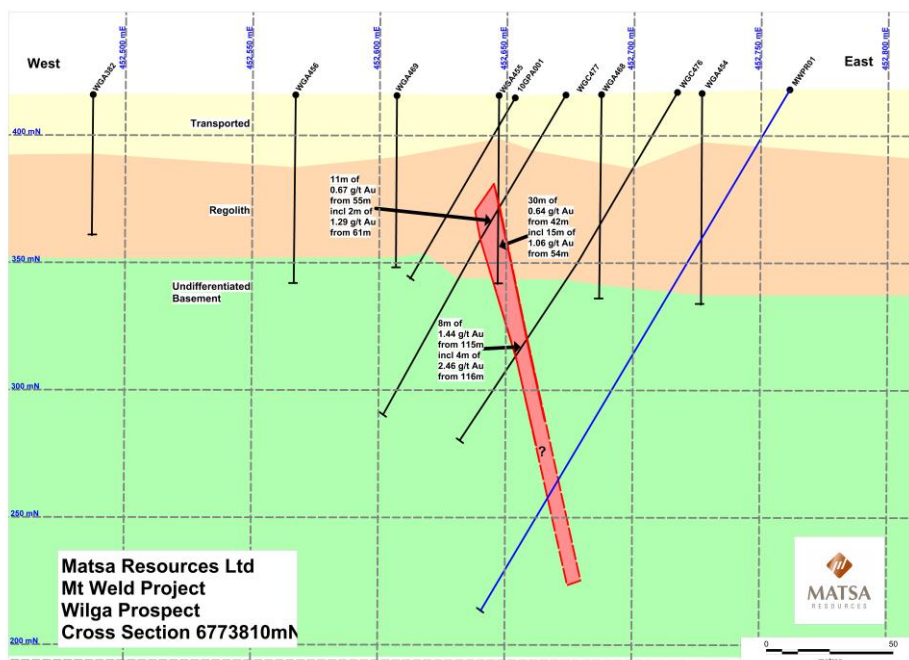 452,500 mE
452,550 mE
452,600 mE
452,650 mE
452,700 mE
452,750 mE
452,800 mE
West
East
WGA382
WGA456
WGA469
WGA455
10GPA001
WGC477
WGA468
WGC476
WGA454
MWPR01
400 mN
Transported
11m of
0.67 g/t Au
from 55m
incl 2m of
1.29 g/t Au
from 61m
30m of
0.64 g/t Au
from 42m
incl 15m of
1.06 g/t Au
from 54m
Regolith
350 mN
Undifferentiated
Basement
8m of
1.44 g/t Au
from 115m
incl 4m of
2.46 g/t Au
from 116m
300 mN
?
250 mN
Matsa Resources Ltd
Mt Weld Project
Wilga Prospect
Cross Section 6773810mN
MATSA
RESOURCES
200 mN
0
50